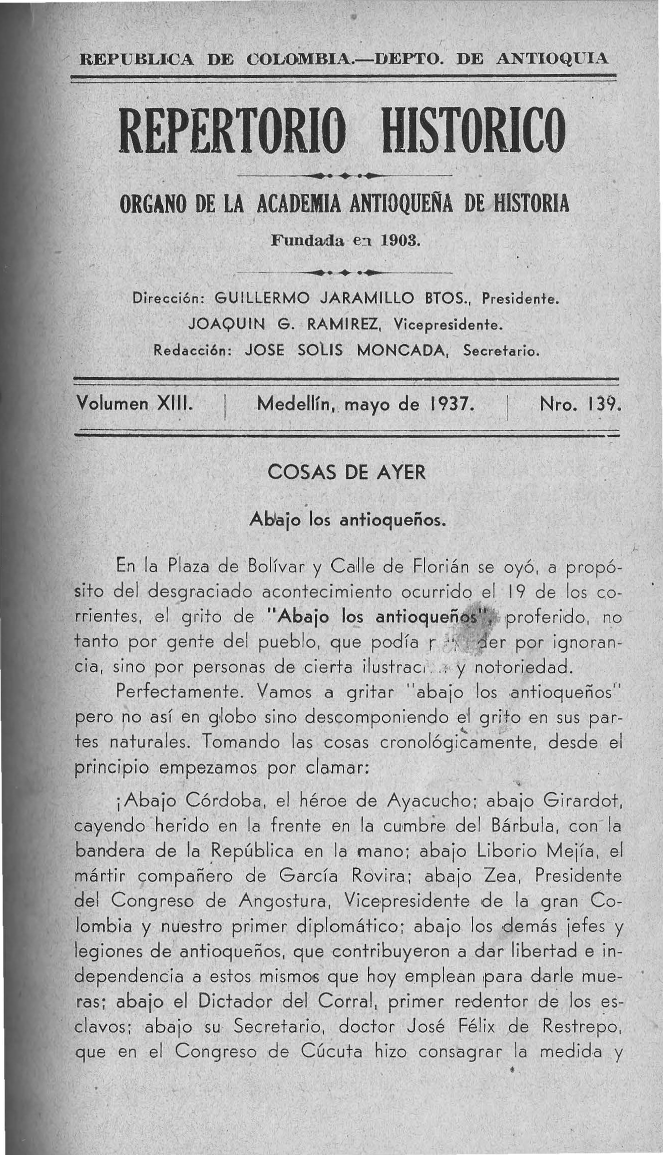 REPUBLICA DE COLOMBIA.—DEPTO. DE ANTIOQUIA
REPERTORIO HISTORICO
ORGANO DE LA ACADEMIA ANTIOQUEÑA DE HISTORIA
Fundada en 1903.
Dirección: GUILLERMO JARAMILLO BTOS., Presidente.
JOAQUIN G. RAMIREZ, Vicepresidente.
Redacción: JOSE SOLIS MONCADA, Secretario.
Volumen XIII. | Medellín, mayo de 1937. | Nro. 139.
COSAS DE AYER
Abajo los antioqueños.
En la Plaza de Bolívar y Calle de Florián se oyó, a propó-
sito del desgraciado acontecimiento ocurrido el 19 de los co-
rrientes, el grito de "Abajo los antioqueños", proferido, no
tanto por gente del pueblo, que podía por ignoran-
cia, sino por personas de cierta y notoriedad.
Perfectamente. Vamos a gritar "abajo los antioqueños"
pero no así en globo sino descomponiendo el grito en sus par-
tes naturales. Tomando las cosas cronológicamente, desde el
principio empezamos por clamar:
¡Abajo Córdoba, el héroe de Ayacucho; abajo Girardot,
cayendo herido en la frente en la cumbre del Bárbula, con la
bandera de la República en la mano; abajo Liborio Mejía, el
mártir compañero de García Rovira; abajo Zea, Presidente
del Congreso de Angostura, Vicepresidente de la gran Co-
lombia y nuestro primer diplomático; abajo los demás jefes y
legiones de antioqueños, que contribuyeron a dar libertad e in-
dependencia a estos mismos que hoy emplean para darle mue-
ras; abajo el Dictador del Corral, primer redentor de los es-
clavos; abajo su Secretario, doctor José Félix de Restrepo,
que en el Congreso de Cúcuta hizo consagrar la medida y